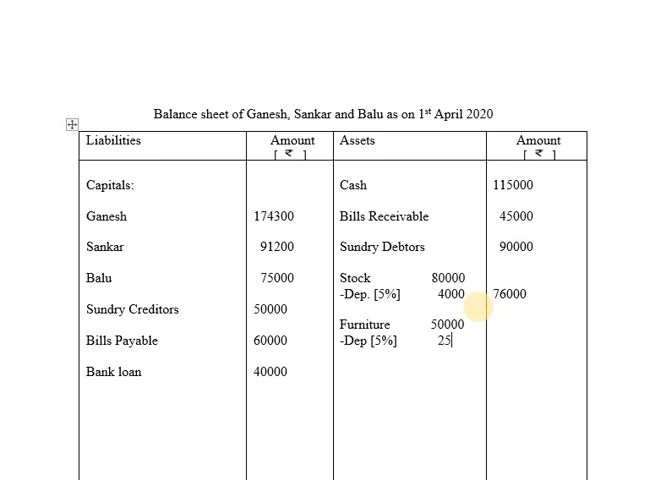 Balance sheet of Ganesh, Sankar and Balu as on 1st April 2020
Liabilities Amount Assets Amount
[ ₹ ] [ ₹ ]
Capitals: Cash 115000
Ganesh 174300 Bills Receivable 45000
Sankar 91200 Sundry Debtors 90000
Balu 75000 Stock 80000
-Dep. [5%] 4000 76000
Sundry Creditors 50000
Furniture 50000
Bills Payable 60000 -Dep [5%] 25
Bank loan 40000